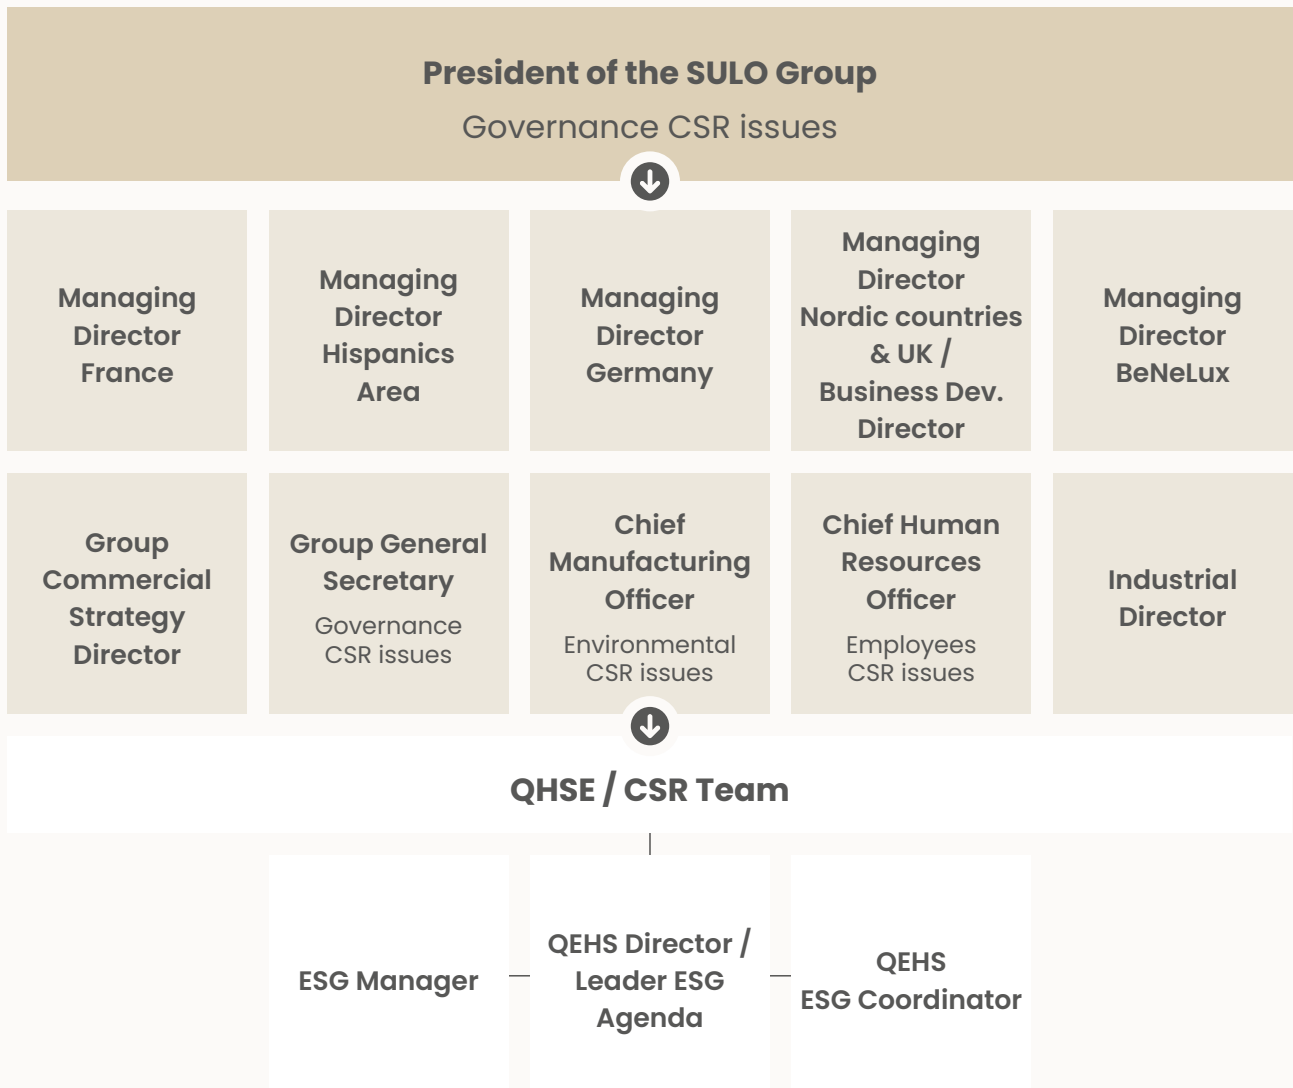 President of the SULO Group
Governance CSR issues
Managing
Director
France
Managing
Director
Hispanics
Area
Managing
Director
Germany
Managing
Director
Nordic countries
& UK /
Business Dev.
Director
Managing
Director
BeNeLux
Group
Commercial
Strategy
Director
Group General
Secretary
Governance
CSR issues
Chief
Manufacturing
Officer
Environmental
CSR issues
Chief Human
Resources
Officer
Employees
CSR issues
Industrial
Director
QHSE / CSR Team
ESG Manager
QEHS Director /
Leader ESG
Agenda
QEHS
ESG Coordinator